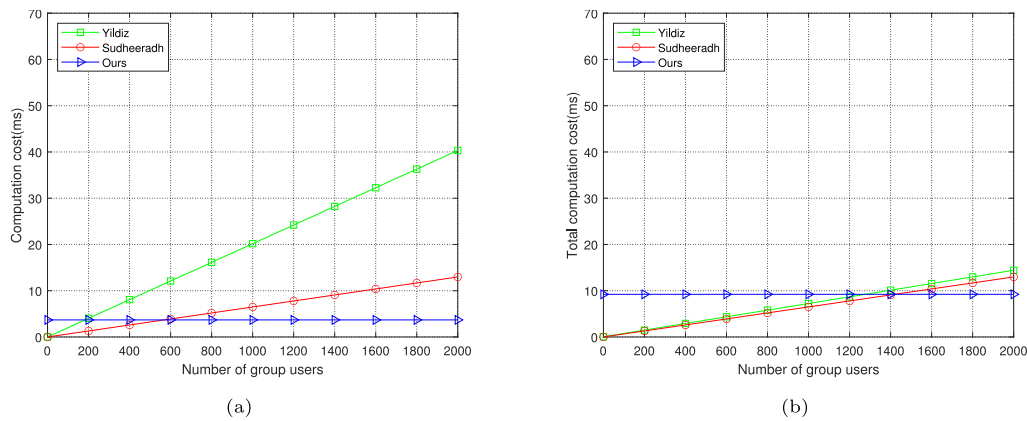 70
60
50
40
30
20
10
0
Computation cost(ms)
Yildiz
Sudheeradh
Ours
0 200 400 600 800 1000 1200 1400 1600 1800 2000
Number of group users
(a)
70
60
50
40
30
20
10
0
Total computation cost(ms)
Yildiz
Sudheeradh
Ours
0 200 400 600 800 1000 1200 1400 1600 1800 2000
Number of group users
(b)